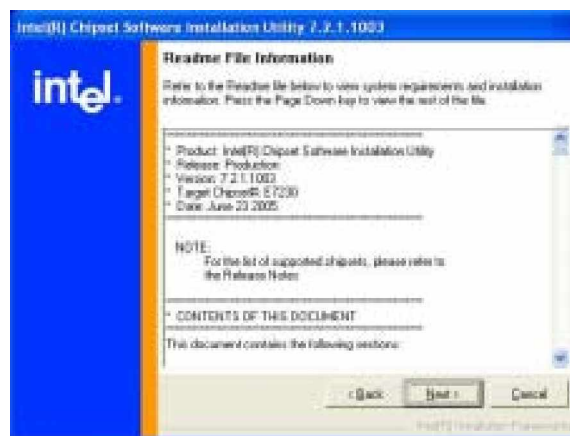 Intel(R) Chipset Software Installation Utility 7.2.1.1003
intel.
Readme File Information
Refer to the Readme file below to view system requirements and installation
information. Press the Page Down key to view the rest of the file.
* Product: Intel(R) Chipset Software Installation Utility
* Release: Production
* Version: 7.2.1.1003
* Target Chipset#: E7230
* Date: June 23 2005
NOTE:
For the list of supported chipsets, please refer to
the Release Notes
* CONTENTS OF THIS DOCUMENT
This document contains the following sections:
< Back
Next >
Cancel
Intel(R) Installation Framework